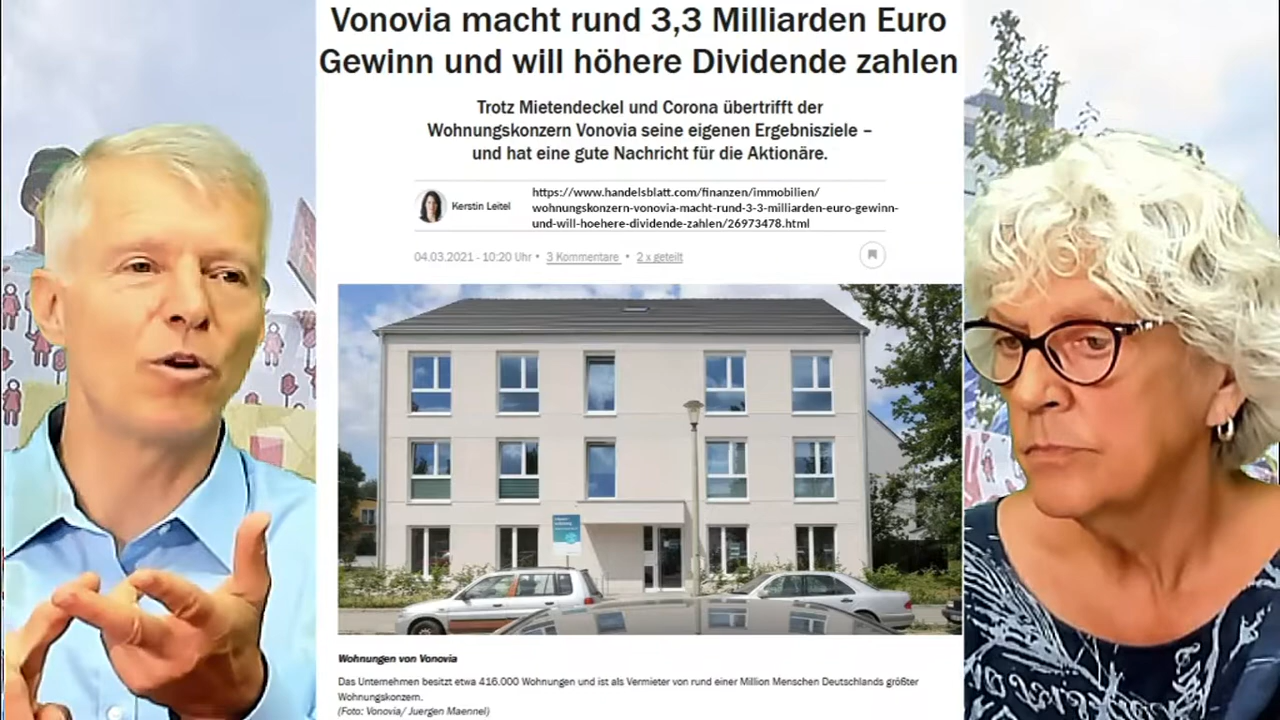 Vonovia macht rund 3,3 Milliarden Euro
Gewinn und will höhere Dividende zahlen
Trotz Mietendeckel und Corona übertrifft der
Wohnungskonzern Vonovia seine eigenen Ergebnisziele –
und hat eine gute Nachricht für die Aktionäre.
Kerstin Leitel
https://www.handelsblatt.com/finanzen/immobilien/
wohnungskonzern-vonovia-macht-rund-3-3-milliarden-euro-gewinn-
und-will-hoehere-dividende-zahlen/26973478.html
04.03.2021 - 10:20 Uhr • 3 Kommentare • 2 x geteilt
Wohnungen von Vonovia
Das Unternehmen besitzt etwa 416.000 Wohnungen und ist als Vermieter von rund einer Million Menschen Deutschlands größter
Wohnungskonzern.
(Foto: Vonovia/ Juergen Maennel)